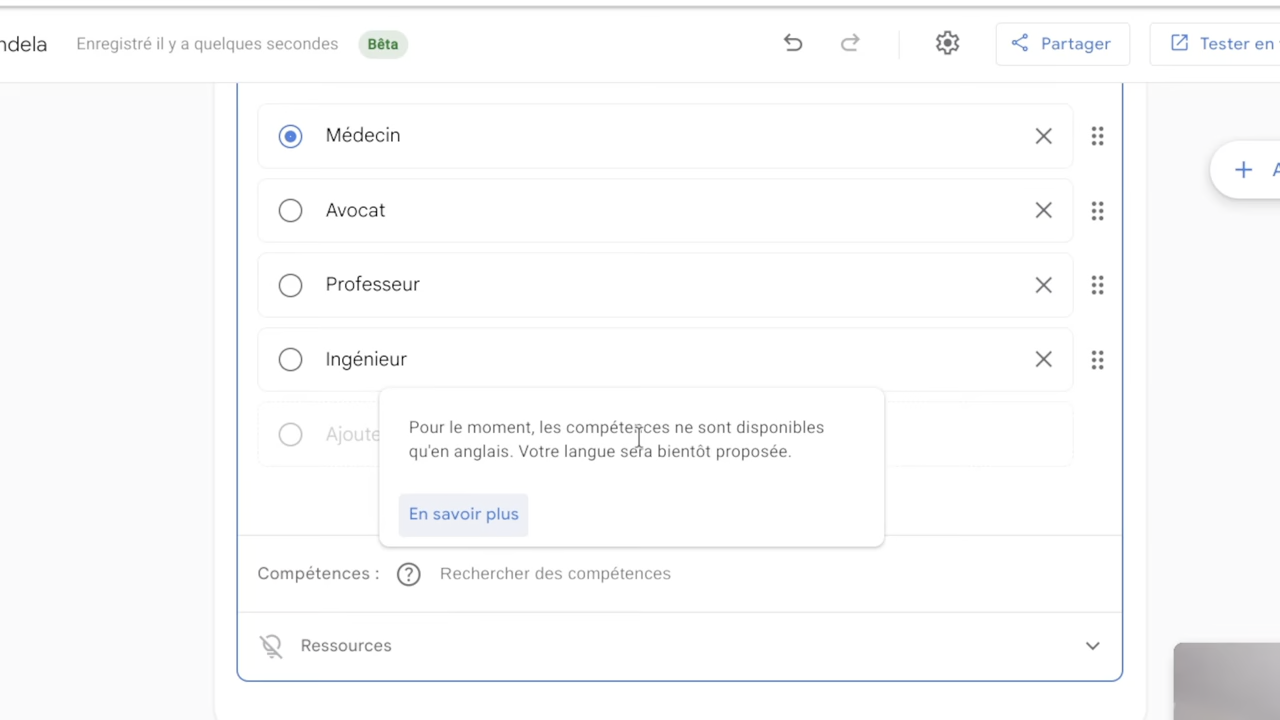 ndela Enregistré il y a quelques secondes Bêta Partager Tester en
Médecin
Avocat
Professeur
Ingénieur
Ajoute
Pour le moment, les compétences ne sont disponibles
qu'en anglais. Votre langue sera bientôt proposée.
En savoir plus
Compétences : ? Rechercher des compétences
Ressources